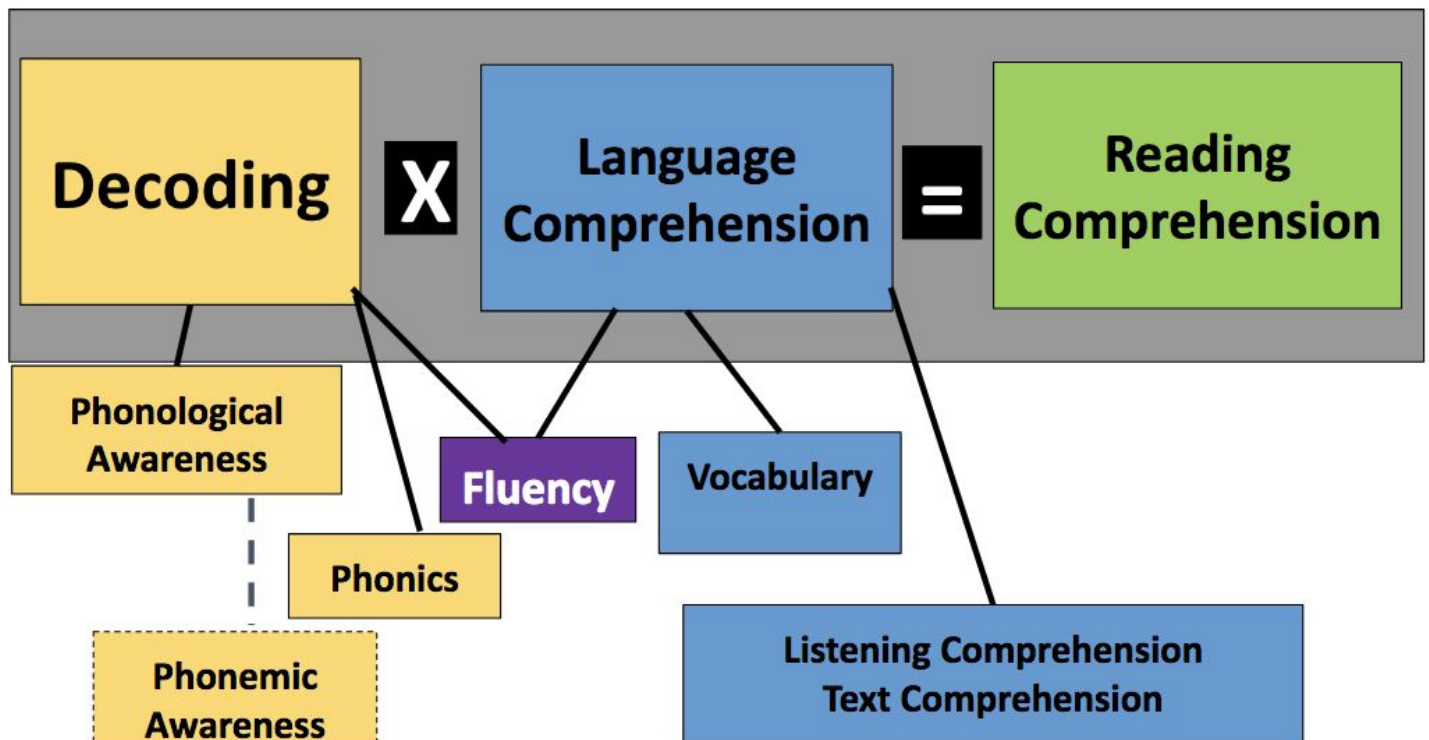 Decoding
X
Language
Comprehension
=
Reading
Comprehension
Phonological
Awareness
Fluency
Vocabulary
Phonics
Phonemic
Awareness
Listening Comprehension
Text Comprehension